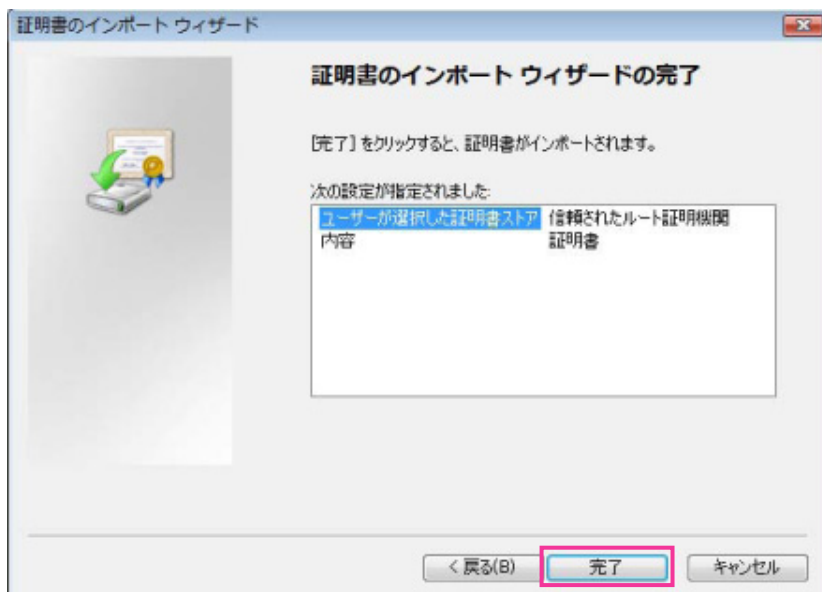 証明書のインポート ウィザード
証明書のインポート ウィザードの完了
[完了] をクリックすると、証明書がインポートされます。
次の設定が指定されました:
ユーザーが選択した証明書ストア 信頼されたルート証明機関
内容 証明書
< 戻る(B) 完了 キャンセル